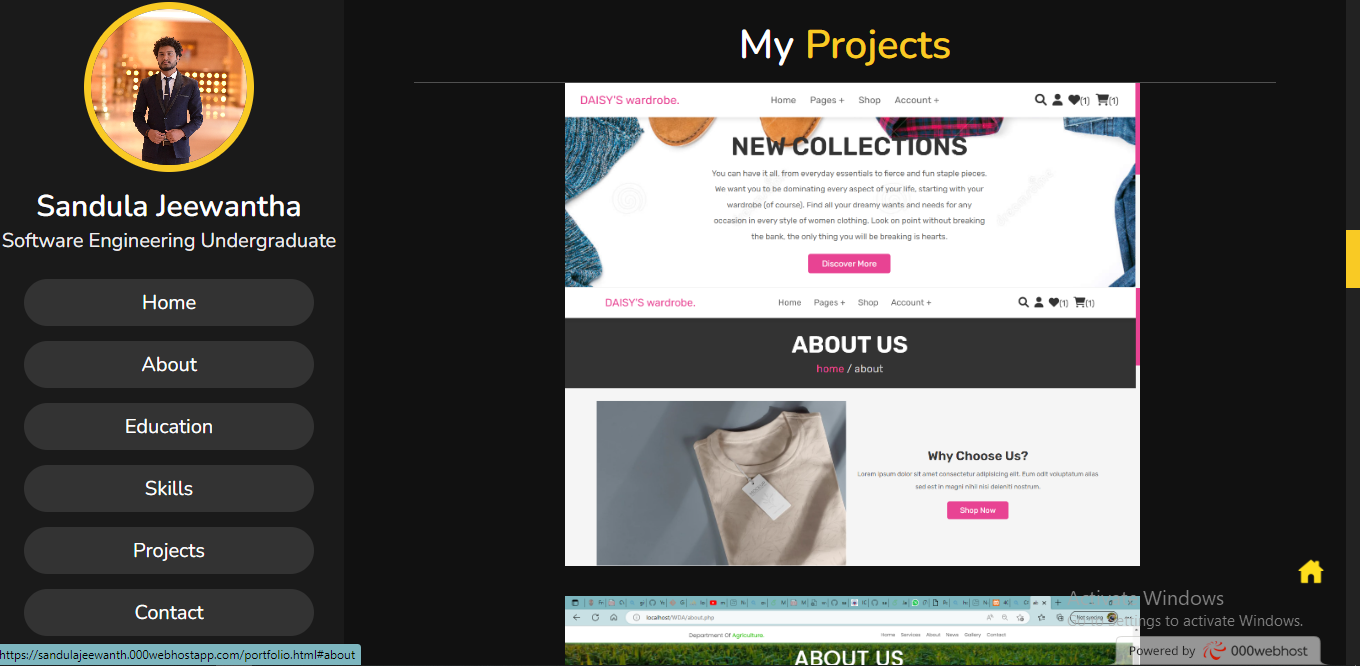 Sandula Jeewantha
Software Engineering Undergraduate
Home
About
Education
Skills
Projects
Contact
https://sandulajeewanth.000webhostapp.com/portfolio.html#about
My Projects
DAISY'S wardrobe.
Home Pages + Shop Account +
(1) (1)
NEW COLLECTIONS
You can have it all, from everyday essentials to fierce and fun staple pieces.
We want you to be dominating every aspect of your life, starting with your
wardrobe (of course). Find all your dreamy wants and needs for any
occasion in every style of women clothing. Look on point without breaking
the bank, the only thing you will be breaking is hearts.
Discover More
DAISY'S wardrobe.
Home Pages + Shop Account +
(1) (1)
ABOUT US
home / about
Why Choose Us?
Lorem ipsum dolor sit amet consectetur adipisicing elit. Eum odit voluptatum alias
sed est in magni nihil nisi deleniti nostrum.
Shop Now
localhost/WDA/about.php
Not syncing
Department Of Agriculture.
Home Services About News Gallery Contact
ABOUT US
Activate Windows
Go to Settings to activate Windows.
Powered by 000webhost